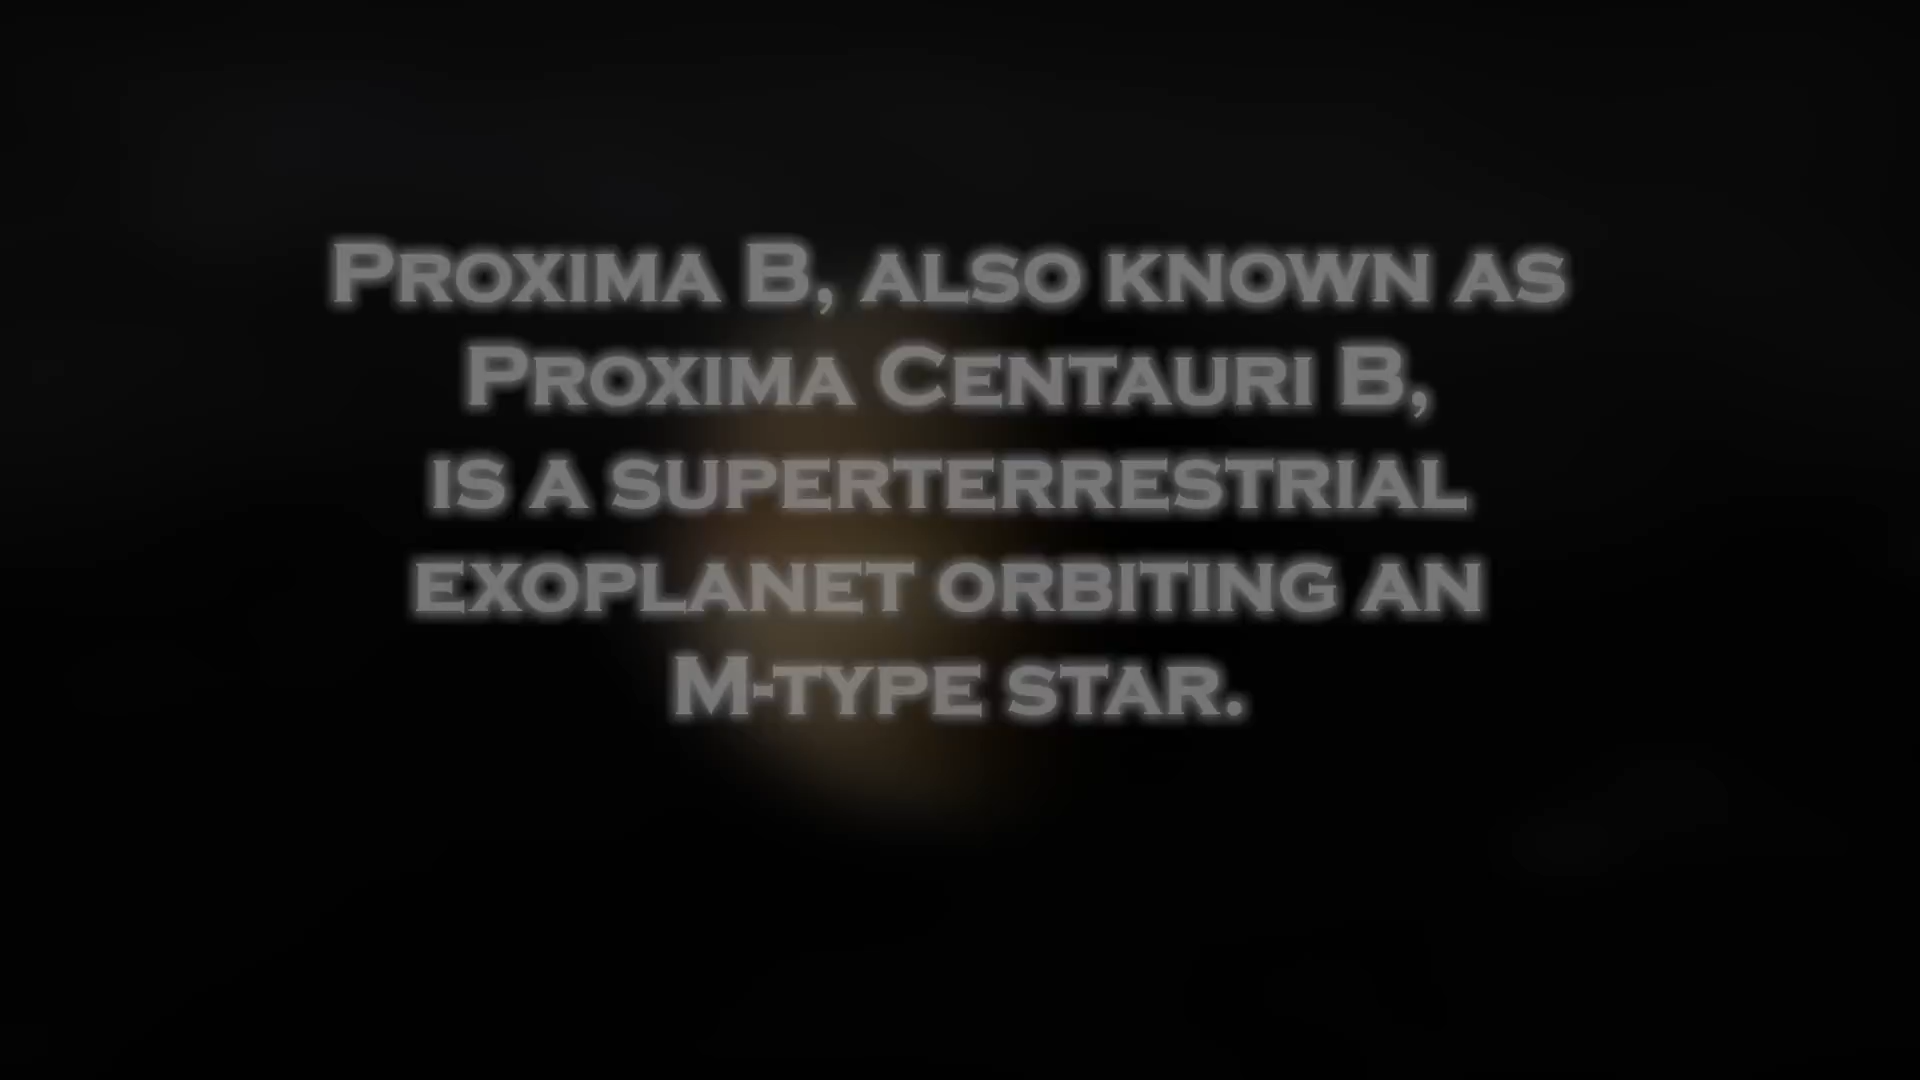 Proxima B, also known as
Proxima Centauri B,
is a superterrestrial
exoplanet orbiting an
M-type star.